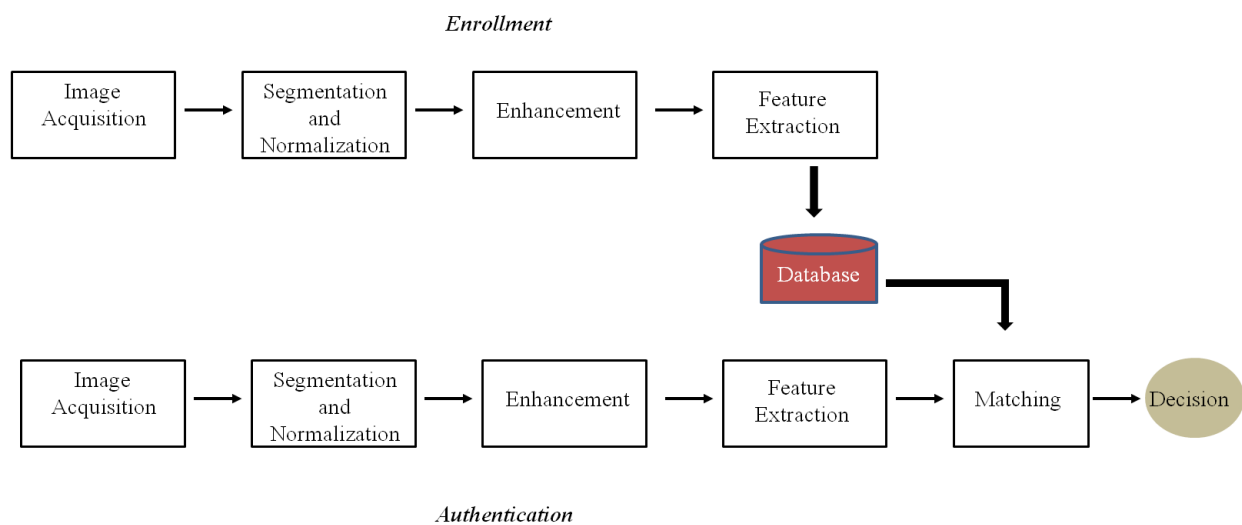 Enrollment
Image
Acquisition
Segmentation
and
Normalization
Enhancement
Feature
Extraction
Database
Image
Acquisition
Segmentation
and
Normalization
Enhancement
Feature
Extraction
Matching
Decision
Authentication